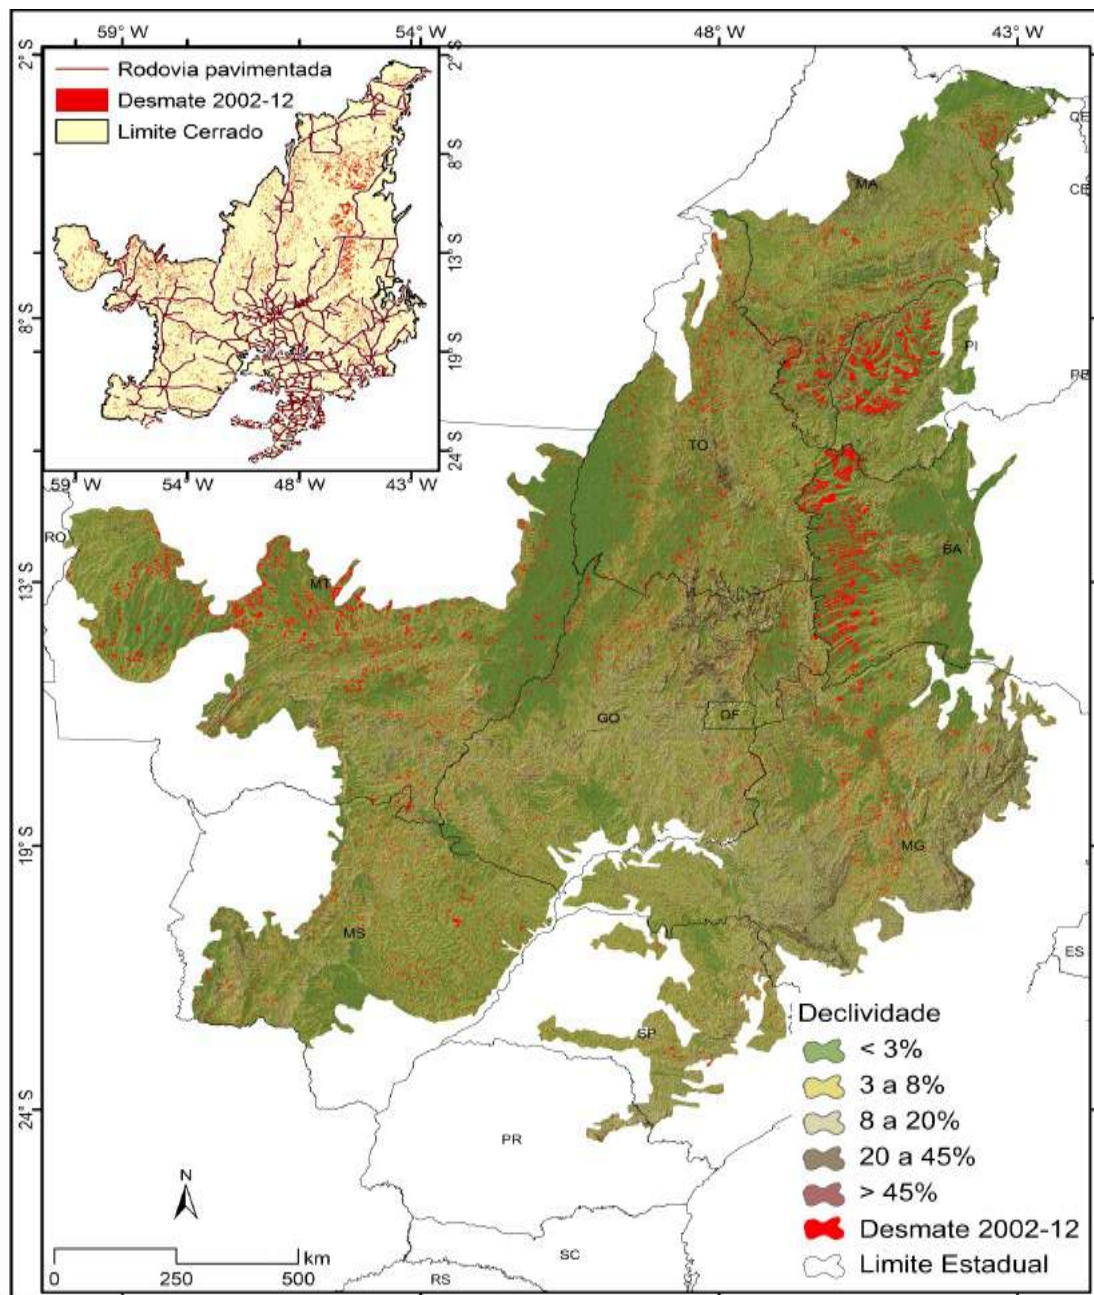 59° W 54° W 48° W 43° W
2° S
Rodovia pavimentada
Desmate 2002-12
Limite Cerrado
2° S
8° S
13° S
19° S
24° S
59° W 54° W 48° W 43° W
8° S
13° S
19° S
24° S
CE
CE
MA
PI
PB
TO
BA
RO
MT
GO
DF
MG
MS
ES
SP
PR
SC
RS
N
0 250 500
km
Declividade
< 3%
3 a 8%
8 a 20%
20 a 45%
> 45%
Desmate 2002-12
Limite Estadual